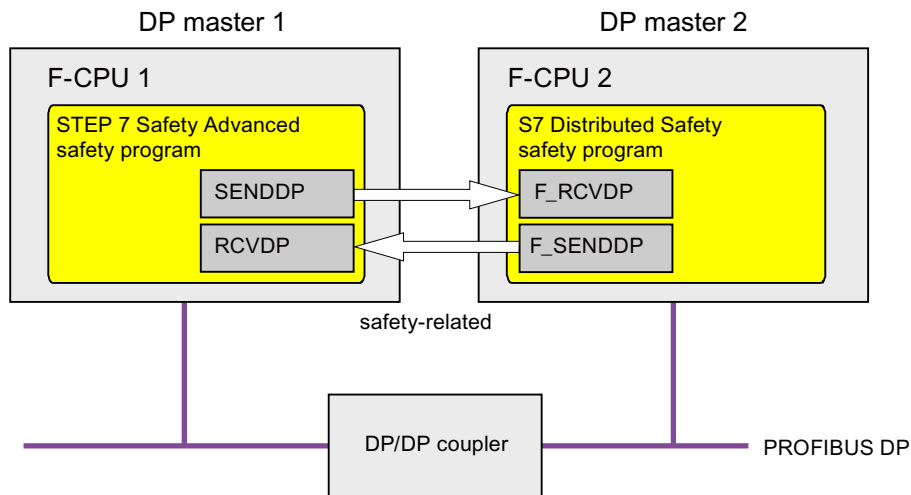 DP master 1
DP master 2
F-CPU 1
F-CPU 2
STEP 7 Safety Advanced
safety program
S7 Distributed Safety
safety program
SENDDP
F_RCVDP
RCVDP
F_SENDDP
safety-related
DP/DP coupler
PROFIBUS DP